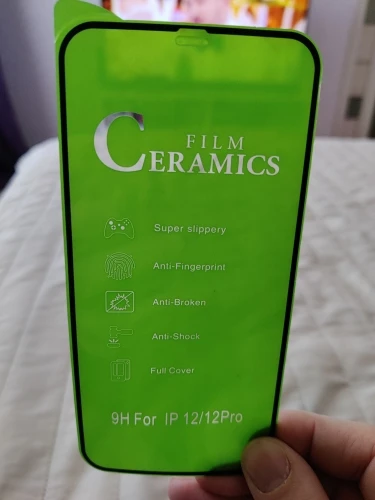 FILM
CERAMICS
Super slippery
Anti-Fingerprint
Anti-Broken
Anti-Shock
Full Cover
9H For IP 12/12Pro